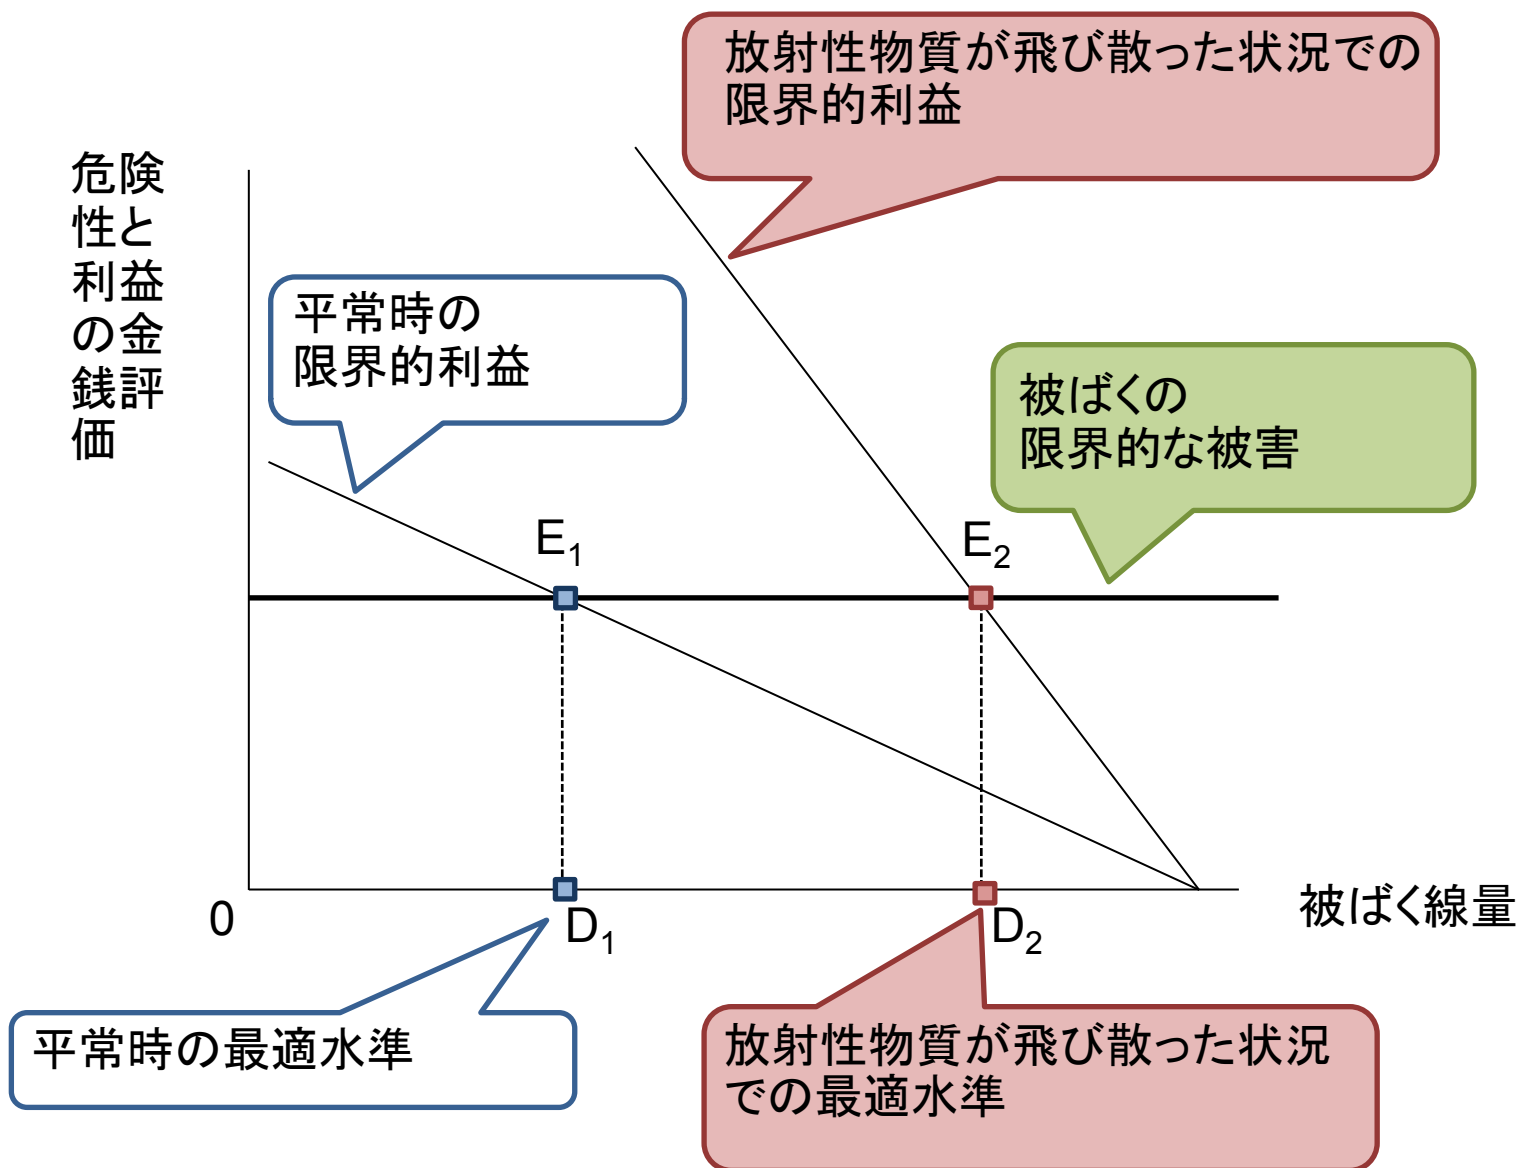 放射性物質が飛び散った状況での
限界的利益
危険
性と
利益
の金
銭評
価
平常時の
限界的利益
被ばくの
限界的な被害
E1
E2
0
D1
D2
被ばく線量
平常時の最適水準
放射性物質が飛び散った状況
での最適水準